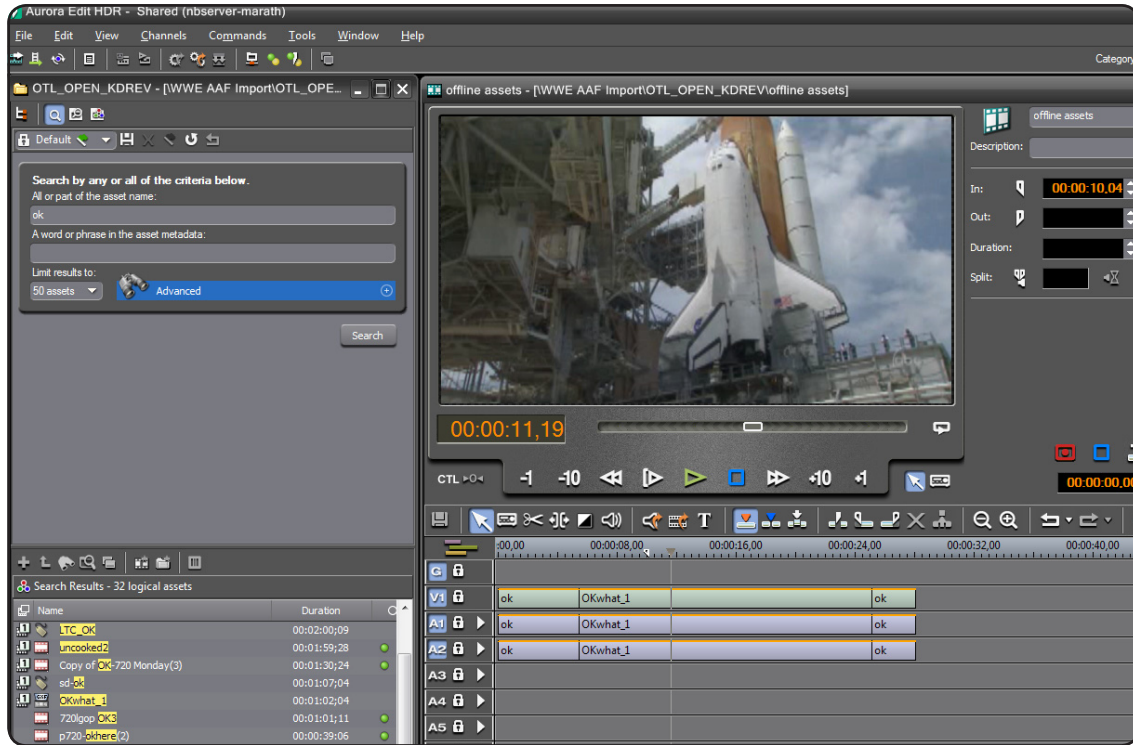 Aurora Edit HDR - Shared (nbserver-marath)
File Edit View Channels Commands Tools Window Help
Category
OTL_OPEN_KDREV - [\WWE AAF Import\OTL_OPE...
Default
Search by any or all of the criteria below.
All or part of the asset name:
ok
A word or phrase in the asset metadata:
Limit results to:
50 assets
Advanced
Search
Search Results - 32 logical assets
Name Duration C
LTC_OK 00:02:00;09
uncooked2 00:01:59;28
Copy of OK-720 Monday(3) 00:01:30;24
sd-ok 00:01:07;04
OKwhat_1 00:01:02;04
720lgop OK3 00:01:01;11
p720-okhere(2) 00:00:39:06
offline assets - [\WWE AAF Import\OTL_OPEN_KDREV\offline assets]
offline assets
Description:
In: 00:00:10,04
Out:
Duration:
Split:
00:00:11,19
CTL 0 -1 -10 +10 +1
00:00:00,00
T
:00,00 00:00:08,00 00:00:16,00 00:00:24,00 00:00:32,00 00:00:40,00
G
V1 ok OKwhat_1 ok
A1 ok OKwhat_1 ok
A2 ok OKwhat_1 ok
A3
A4
A5